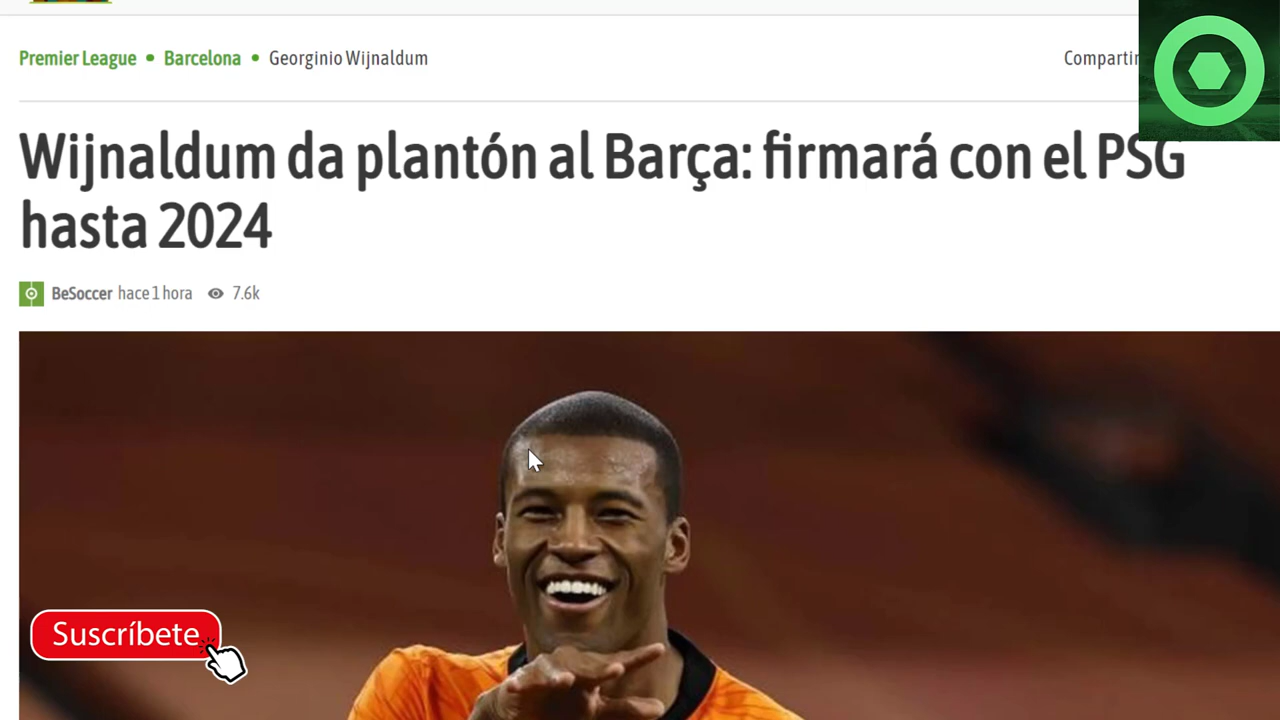 Premier League • Barcelona • Georginio Wijnaldum
Compartir
Wijnaldum da plantón al Barça: firmará con el PSG
hasta 2024
BeSoccer hace 1 hora 7.6k
Suscríbete